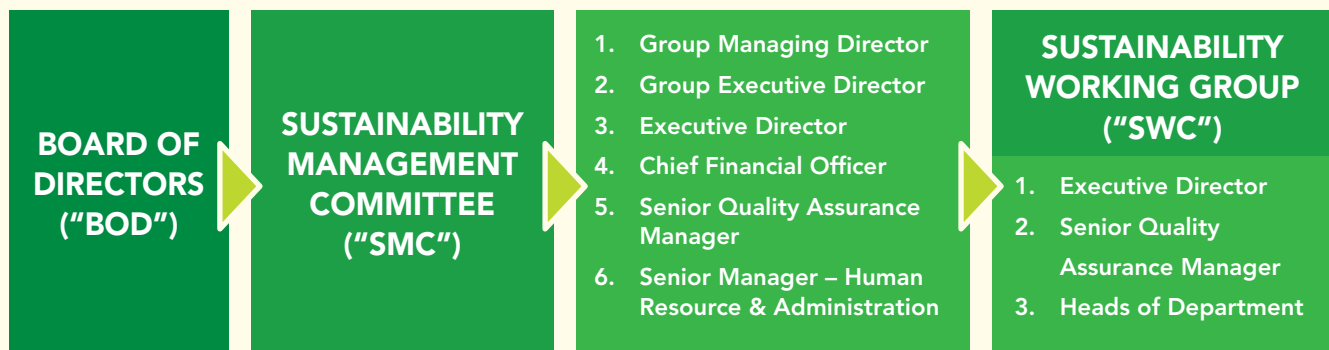 BOARD OF
DIRECTORS
(“BOD”)
SUSTAINABILITY
MANAGEMENT
COMMITTEE
(“SMC”)
1. Group Managing Director
2. Group Executive Director
3. Executive Director
4. Chief Financial Officer
5. Senior Quality Assurance
Manager
6. Senior Manager – Human
Resource & Administration
SUSTAINABILITY
WORKING GROUP
(“SWC”)
1. Executive Director
2. Senior Quality
Assurance Manager
3. Heads of Department